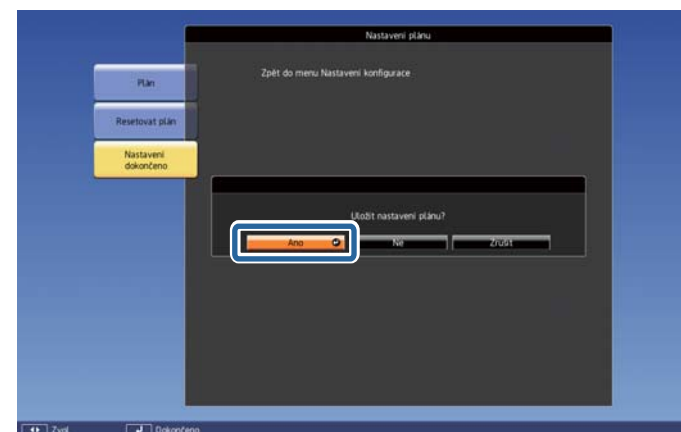 Nastavení plánu
Zpět do menu Nastavení konfigurace
Plán
Resetovat plán
Nastavení
dokončeno
Uložit nastavení plánu?
Ano Ne Zrušit
Zvol Dokončeno